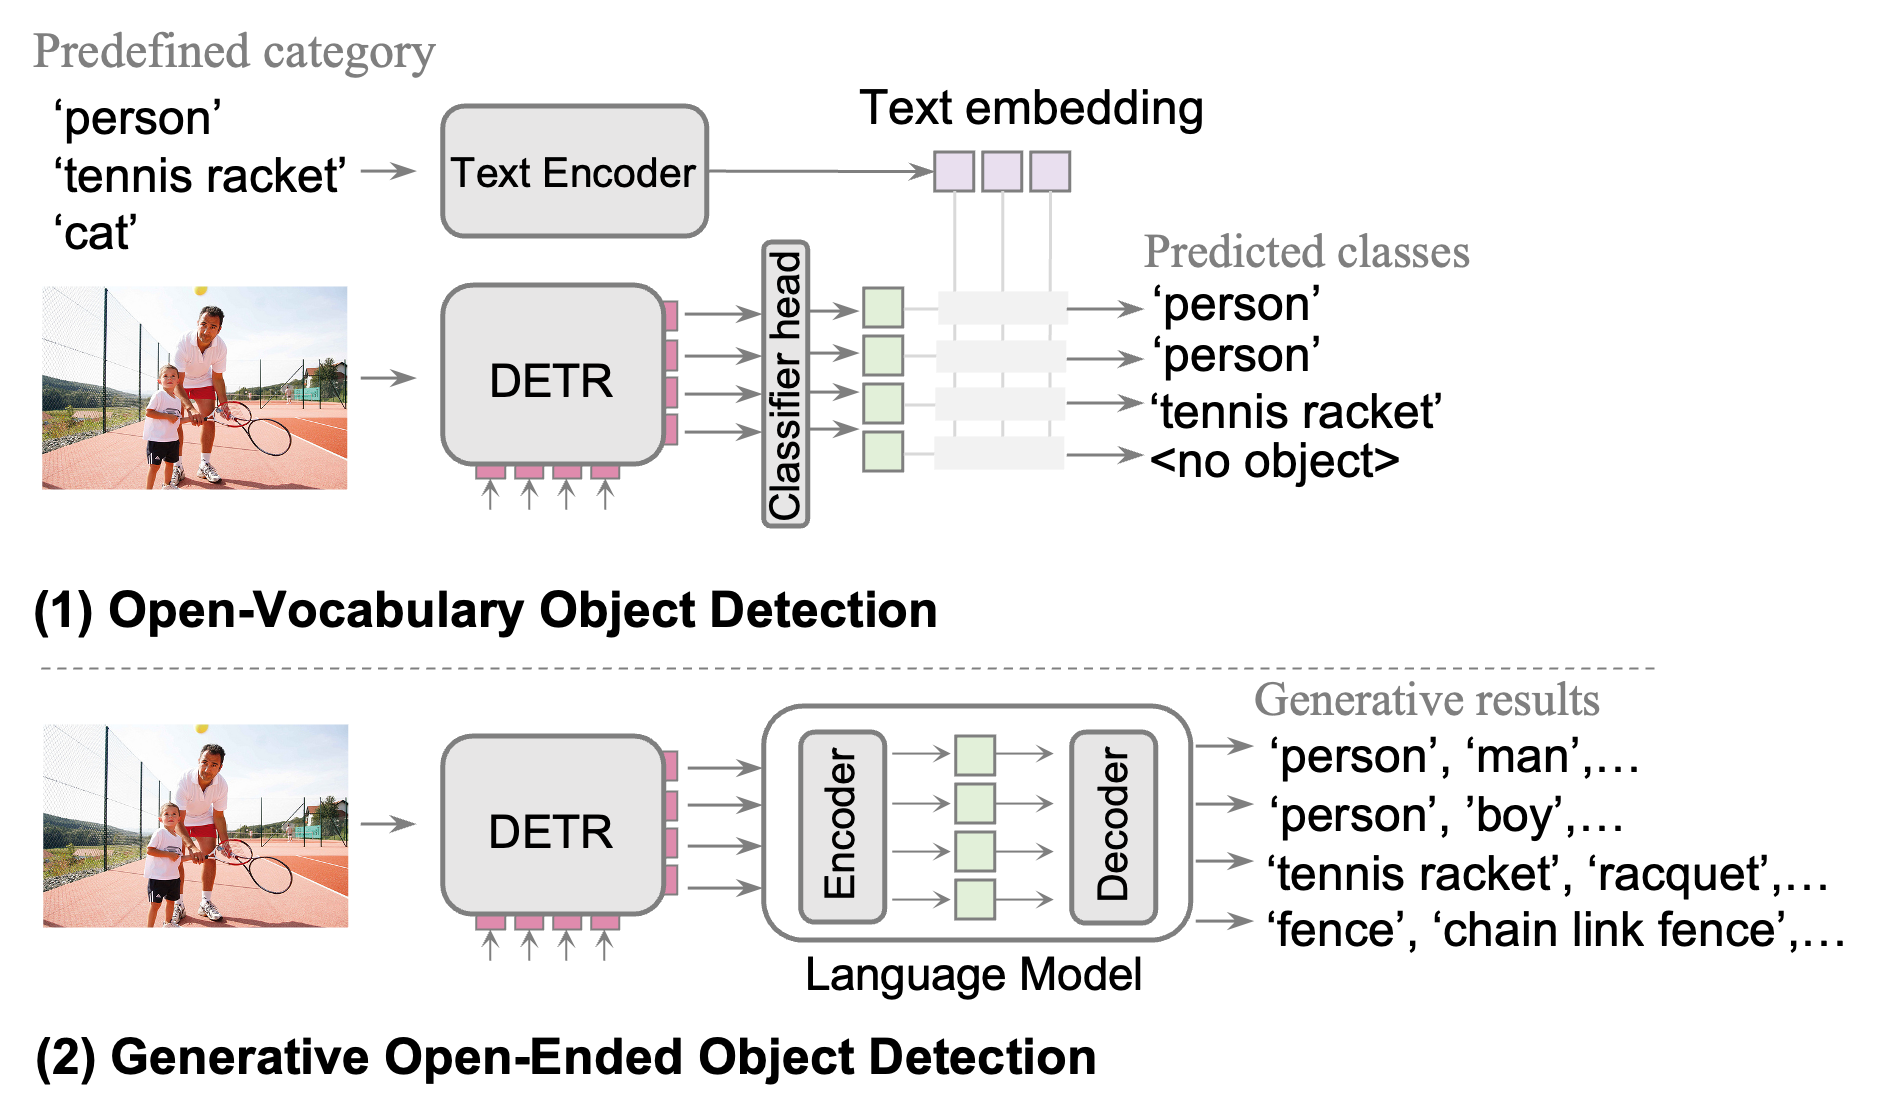 Predefined category
‘person’
‘tennis racket’
‘cat’
Text Encoder
Text embedding
DETR
Classifier head
Predicted classes
‘person’
‘person’
‘tennis racket’
<no object>
(1) Open-Vocabulary Object Detection
DETR
Encoder
Decoder
Language Model
Generative results
‘person’, ‘man’,...
‘person’, ’boy’,...
‘tennis racket’, ‘racquet’,...
‘fence’, ‘chain link fence’,...
(2) Generative Open-Ended Object Detection